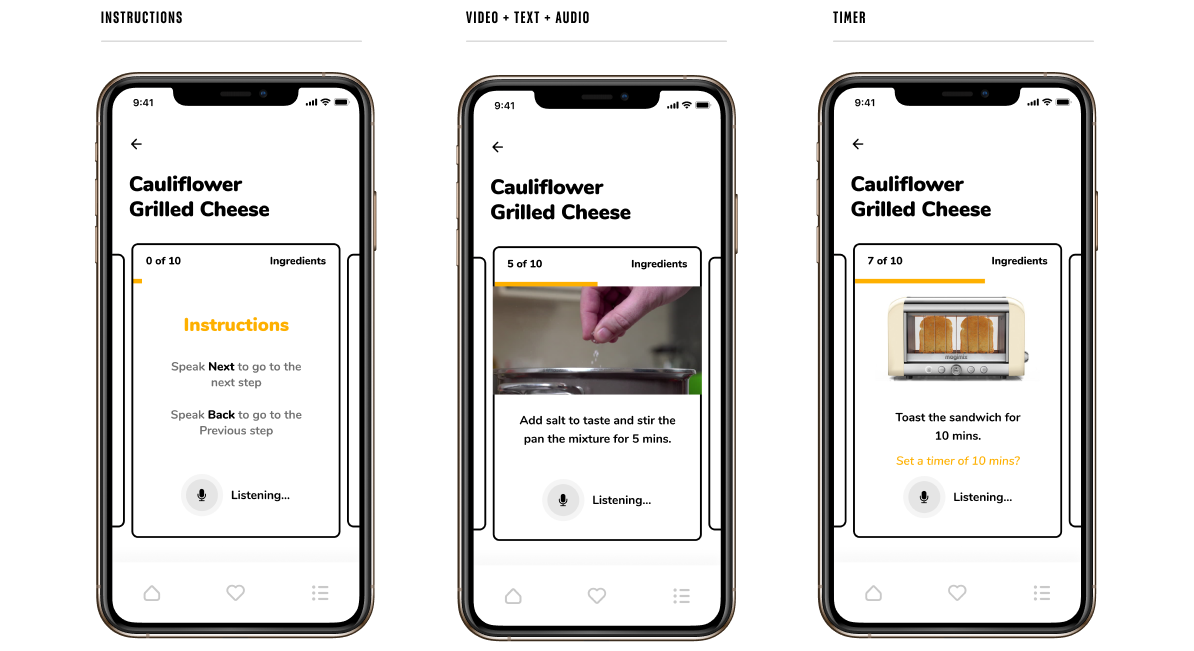 INSTRUCTIONS
9:41
Cauliflower
Grilled Cheese
0 of 10 Ingredients
Instructions
Speak Next to go to the
next step
Speak Back to go to the
Previous step
Listening...
VIDEO + TEXT + AUDIO
9:41
Cauliflower
Grilled Cheese
5 of 10 Ingredients
Add salt to taste and stir the
pan the mixture for 5 mins.
Listening...
TIMER
9:41
Cauliflower
Grilled Cheese
7 of 10 Ingredients
magimix
Toast the sandwich for
10 mins.
Set a timer of 10 mins?
Listening...